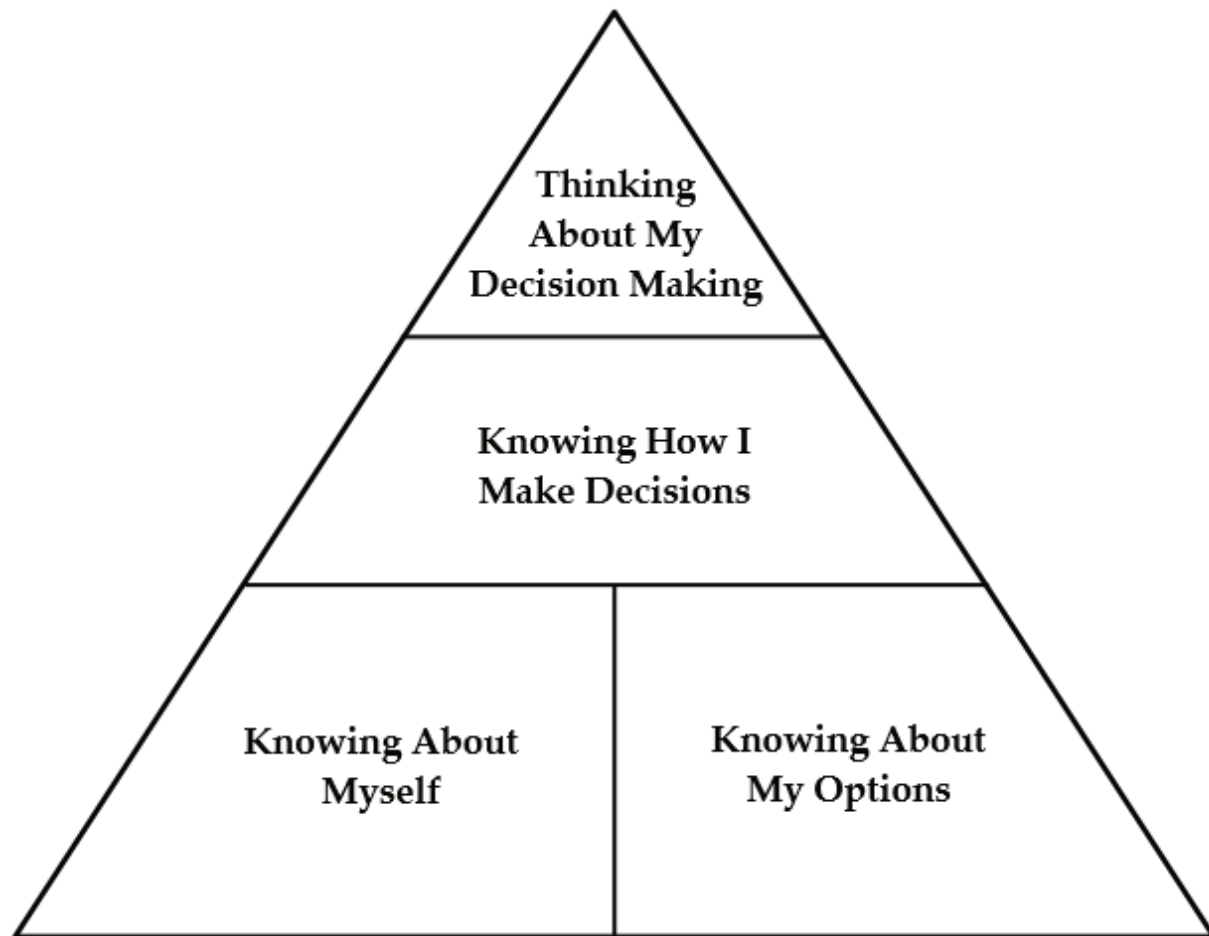 Thinking
About My
Decision Making
Knowing How I
Make Decisions
Knowing About
Myself
Knowing About
My Options